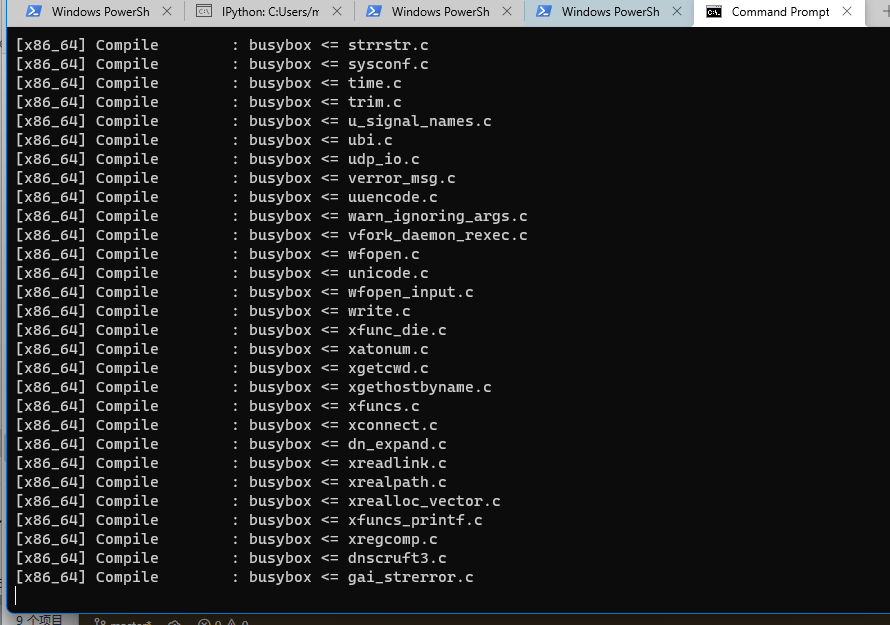 Windows PowerSh
IPython: C:Users/m
Windows PowerSh
Windows PowerSh
Command Prompt
[x86_64] Compile        : busybox <= strrstr.c
[x86_64] Compile        : busybox <= sysconf.c
[x86_64] Compile        : busybox <= time.c
[x86_64] Compile        : busybox <= trim.c
[x86_64] Compile        : busybox <= u_signal_names.c
[x86_64] Compile        : busybox <= ubi.c
[x86_64] Compile        : busybox <= udp_io.c
[x86_64] Compile        : busybox <= verror_msg.c
[x86_64] Compile        : busybox <= uuencode.c
[x86_64] Compile        : busybox <= warn_ignoring_args.c
[x86_64] Compile        : busybox <= vfork_daemon_rexec.c
[x86_64] Compile        : busybox <= wfopen.c
[x86_64] Compile        : busybox <= unicode.c
[x86_64] Compile        : busybox <= wfopen_input.c
[x86_64] Compile        : busybox <= write.c
[x86_64] Compile        : busybox <= xfunc_die.c
[x86_64] Compile        : busybox <= xatonum.c
[x86_64] Compile        : busybox <= xgetcwd.c
[x86_64] Compile        : busybox <= xgethostbyname.c
[x86_64] Compile        : busybox <= xfuncs.c
[x86_64] Compile        : busybox <= xconnect.c
[x86_64] Compile        : busybox <= dn_expand.c
[x86_64] Compile        : busybox <= xreadlink.c
[x86_64] Compile        : busybox <= xrealpath.c
[x86_64] Compile        : busybox <= xrealloc_vector.c
[x86_64] Compile        : busybox <= xfuncs_printf.c
[x86_64] Compile        : busybox <= xregcomp.c
[x86_64] Compile        : busybox <= dnscruft3.c
[x86_64] Compile        : busybox <= gai_strerror.c
9 个项目
master*
0
0